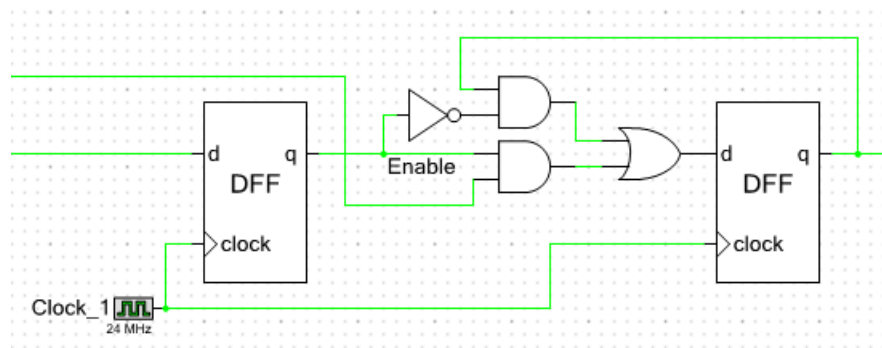 d
q
DFF
clock
Enable
d
q
DFF
clock
Clock_1
24 MHz